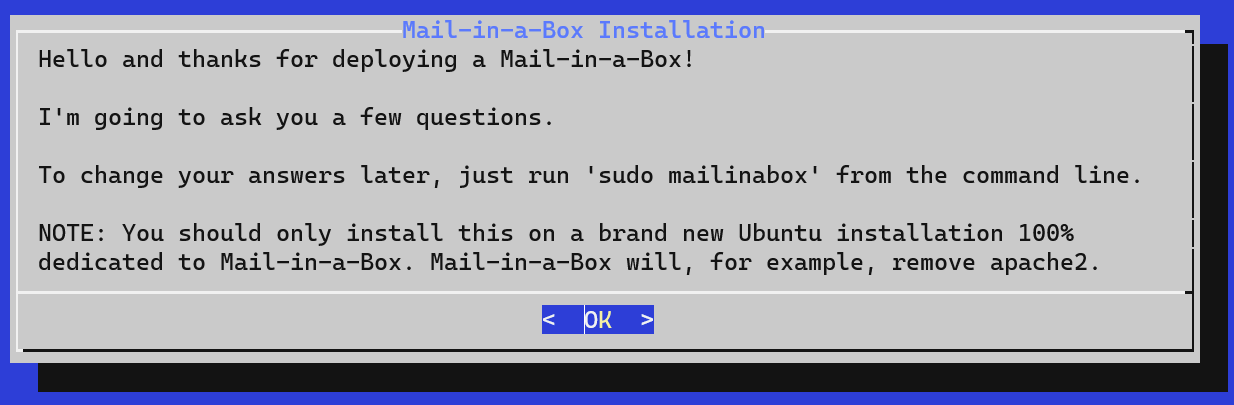 Mail-in-a-Box Installation
Hello and thanks for deploying a Mail-in-a-Box!
I'm going to ask you a few questions.
To change your answers later, just run 'sudo mailinabox' from the command line.
NOTE: You should only install this on a brand new Ubuntu installation 100%
dedicated to Mail-in-a-Box. Mail-in-a-Box will, for example, remove apache2.
<  OK  >